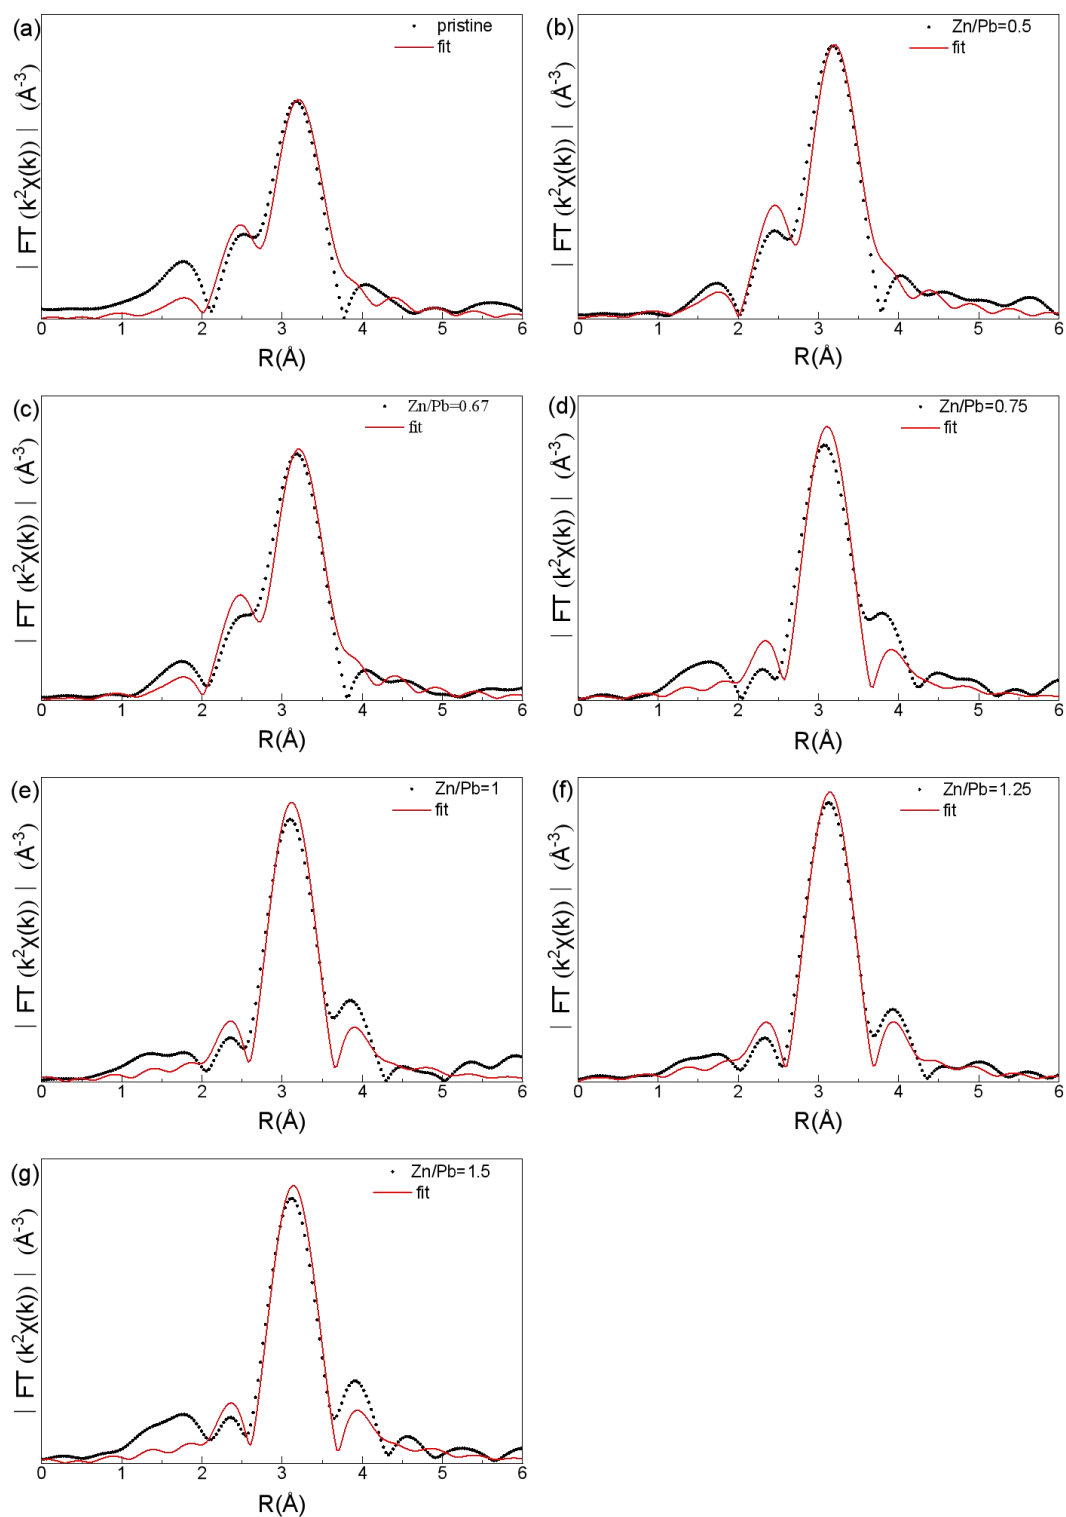 (a)
pristine
fit
| FT (k²χ(k)) | (Å⁻³)
0 1 2 3 4 5 6
R(Å)
(b)
Zn/Pb=0.5
fit
| FT (k²χ(k)) | (Å⁻³)
0 1 2 3 4 5 6
R(Å)
(c)
Zn/Pb=0.67
fit
| FT (k²χ(k)) | (Å⁻³)
0 1 2 3 4 5 6
R(Å)
(d)
Zn/Pb=0.75
fit
| FT (k²χ(k)) | (Å⁻³)
0 1 2 3 4 5 6
R(Å)
(e)
Zn/Pb=1
fit
| FT (k²χ(k)) | (Å⁻³)
0 1 2 3 4 5 6
R(Å)
(f)
Zn/Pb=1.25
fit
| FT (k²χ(k)) | (Å⁻³)
0 1 2 3 4 5 6
R(Å)
(g)
Zn/Pb=1.5
fit
| FT (k²χ(k)) | (Å⁻³)
0 1 2 3 4 5 6
R(Å)